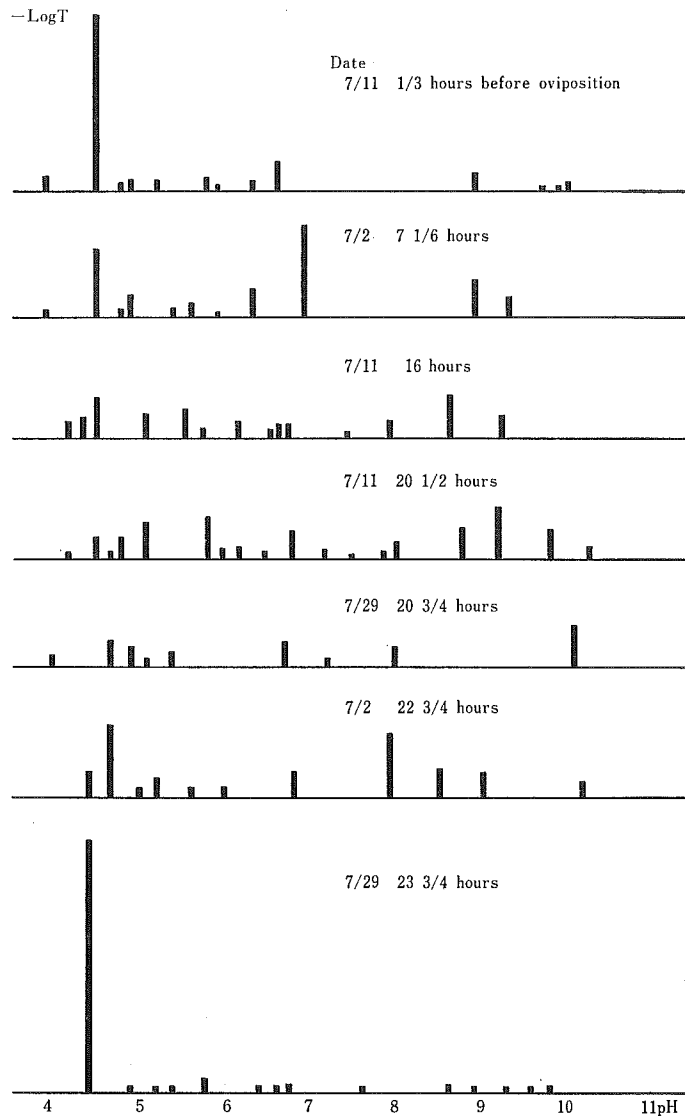 —LogT
Date
7/11 1/3 hours before oviposition
7/2 7 1/6 hours
7/11 16 hours
7/11 20 1/2 hours
7/29 20 3/4 hours
7/2 22 3/4 hours
7/29 23 3/4 hours
4 5 6 7 8 9 10 11pH